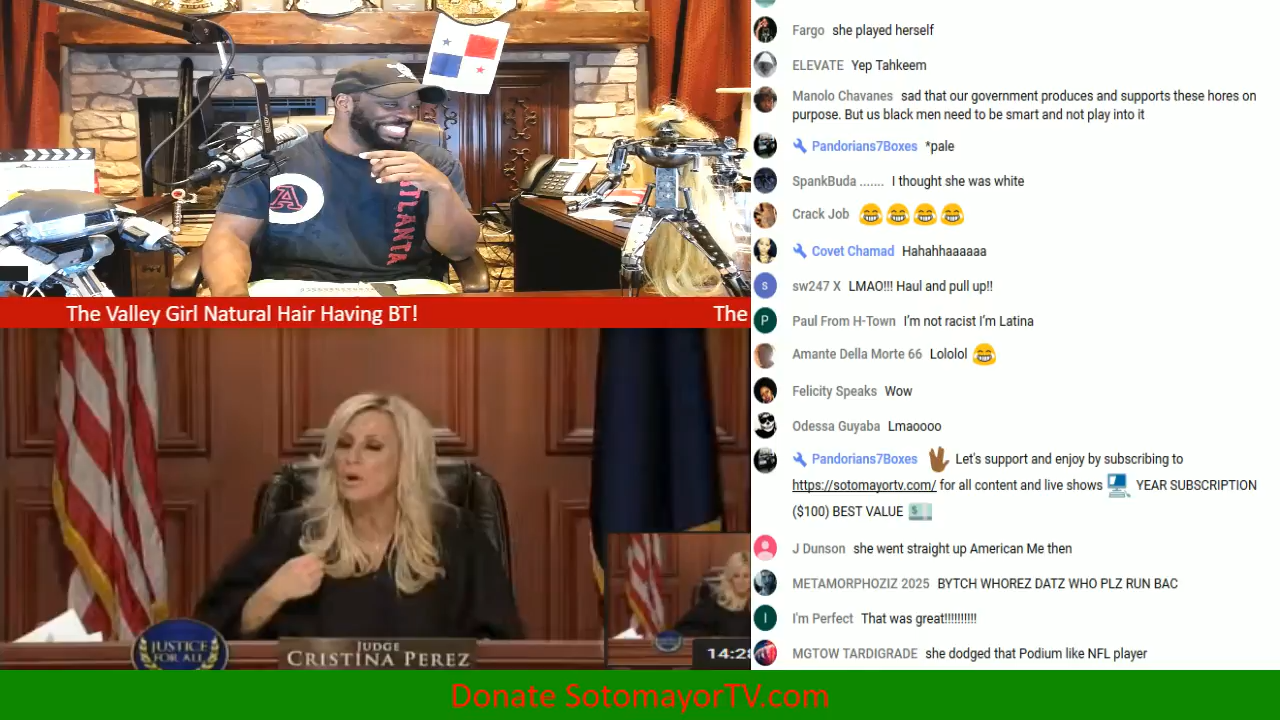 ATLANTA
A
The Valley Girl Natural Hair Having BT!
The
JUSTICE
FOR ALL
JUDGE
CRISTINA PEREZ
Fargo she played herself
ELEVATE Yep Tahkeem
Manolo Chavanes sad that our government produces and supports these hores on
purpose. But us black men need to be smart and not play into it
Pandorians7Boxes *pale
SpankBuda ....... I thought she was white
Crack Job 😂😂😂😂
Covet Chamad Hahahhaaaaaa
S
sw247 X LMAO!!! Haul and pull up!!
P
Paul From H-Town I'm not racist I'm Latina
Amante Della Morte 66 Lololol 😂
Felicity Speaks Wow
Odessa Guyaba Lmaoooo
Pandorians7Boxes 🖖🏾 Let's support and enjoy by subscribing to
https://sotomayortv.com/ for all content and live shows 💻 YEAR SUBSCRIPTION
($100) BEST VALUE 💵
J Dunson she went straight up American Me then
METAMORPHOZIZ 2025 BYTCH WHOREZ DATZ WHO PLZ RUN BAC
I
I'm Perfect That was great!!!!!!!!!!
MGTOW TARDIGRADE she dodged that Podium like NFL player
Donate SotomayorTV.com